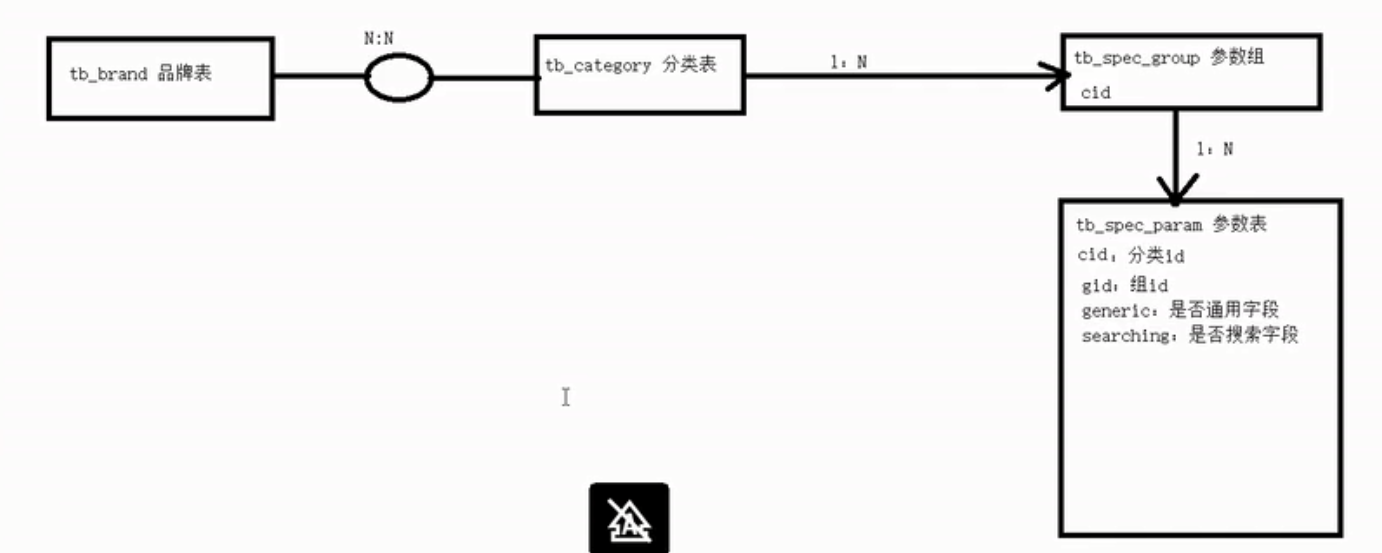 N:N
tb_brand 品牌表
tb_category 分类表
1：N
tb_spec_group 参数组
cid
1：N
tb_spec_param 参数表
cid：分类id
gid：组id
generic：是否通用字段
searching：是否搜索字段
A